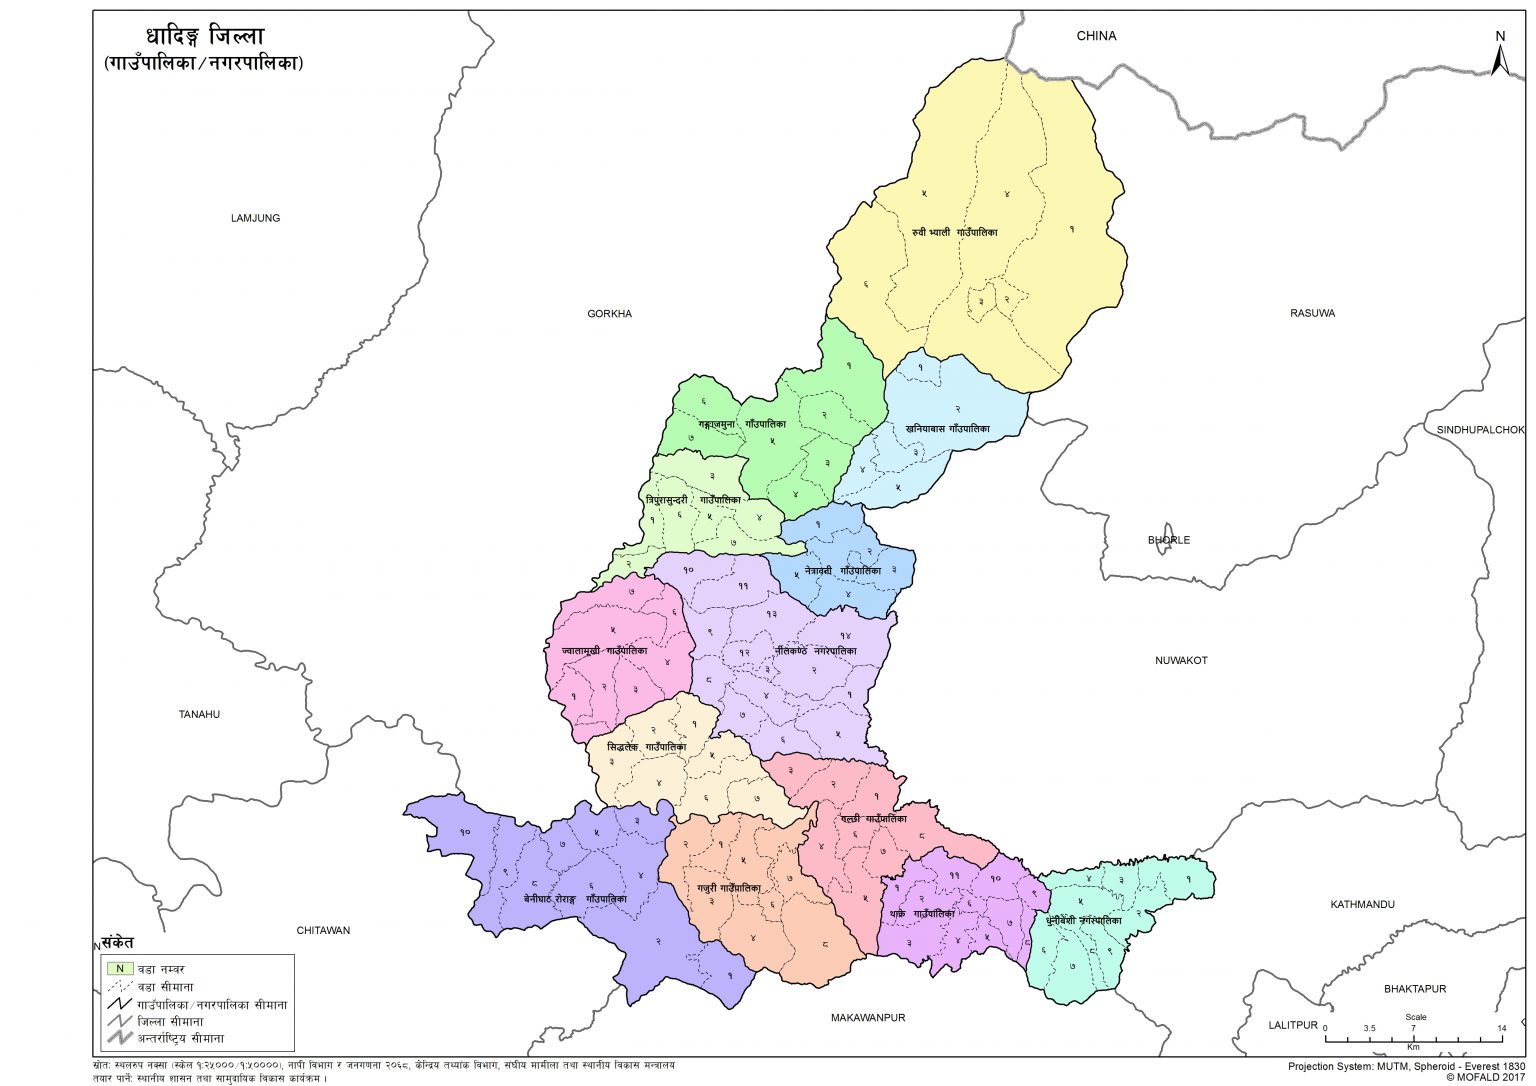 धादिङ्ग जिल्ला
(गाउँपालिका/नगरपालिका)
CHINA
N
LAMJUNG
५
४
१
रुवी भ्याली गाउँपालिका
६
३
२
GORKHA
RASUWA
१
१
६
२
२
गङ्गाजमुना गाँउपालिका
खनियाबास गाँउपालिका
SINDHUPALCHOK
७
५
३
३
४
५
४
३
त्रिपुरासुन्दरी गाउँपालिका
१
६
५
४
७
२
१
२
BHORLE
नेत्रावती गाँउपालिका
५
३
४
१०
११
७
६
१३
५
९
१४
ज्वालामूखी गाउँपालिका
१२
नीलकण्ठ नगरपालिका
NUWAKOT
४
३
२
८
१
२
३
४
१
TANAHU
७
५
६
२
१
सिद्धलेक गाउँपालिका
५
३
४
६
७
३
२
१
गल्छी गाउँपालिका
१०
७
५
३
२
१
५
४
६
७
८
९
८
६
४
बेनीघाट रोराङ्ग गाँउपालिका
गजुरी गाउँपालिका
७
३
६
५
१
११
१०
९
२
६
थाक्रे गाउँपालिका
७
४
३
१
५
२
धुनीबेंशी नगरपालिका
KATHMANDU
CHITAWAN
२
१
४
८
३
४
५
८
६
८
९
७
N
संकेत
N वडा नम्वर
वडा सीमाना
गाउँपालिका/नगरपालिका सीमाना
जिल्ला सीमाना
अन्तर्राष्ट्रिय सीमाना
MAKAWANPUR
BHAKTAPUR
LALITPUR
Scale
0 3.5 7 14
Km
स्रोत: स्थलरुप नक्सा (स्केल १:२५०००/१:५००००), नापी विभाग र जनगणना २०६८, केन्द्रिय तथ्यांक विभाग, संघीय मामीला तथा स्थानीय विकास मन्त्रालय
तयार पार्ने: स्थानीय शासन तथा सामुदायिक विकास कार्यक्रम ।
Projection System: MUTM, Spheroid - Everest 1830
© MOFALD 2017